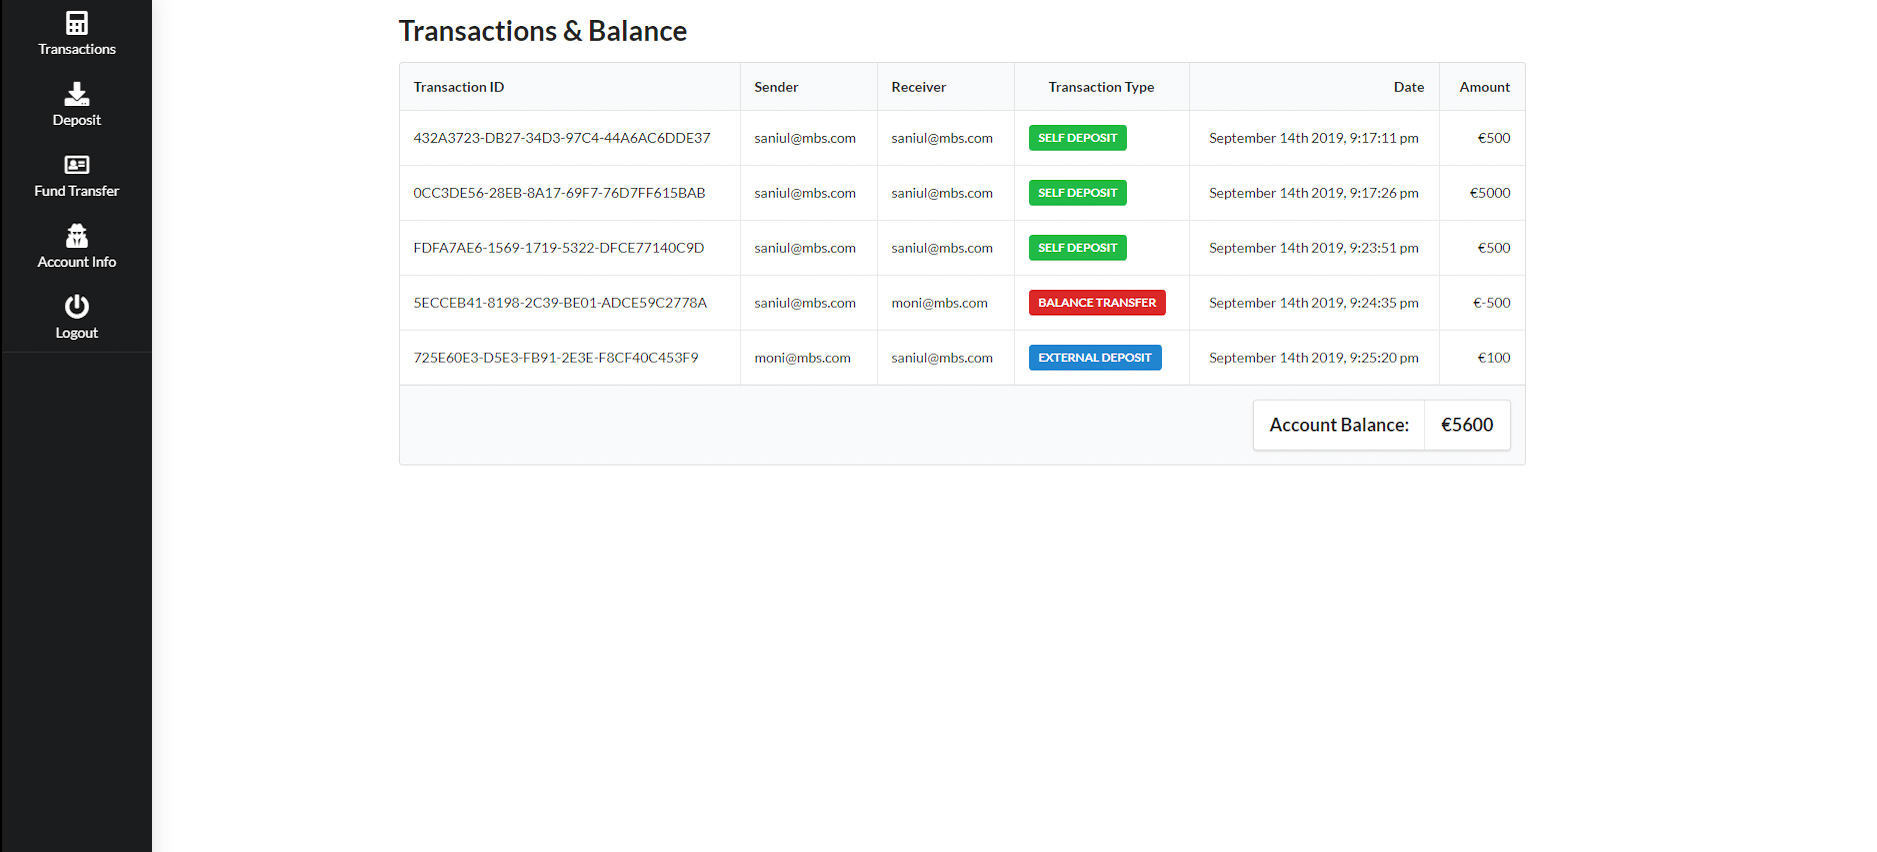 Transactions
Deposit
Fund Transfer
Account Info
Logout
Transactions & Balance
Transaction ID Sender Receiver Transaction Type Date Amount
432A3723-DB27-34D3-97C4-44A6AC6DDE37 saniul@mbs.com saniul@mbs.com SELF DEPOSIT September 14th 2019, 9:17:11 pm €500
0CC3DE56-28EB-8A17-69F7-76D7FF615BAB saniul@mbs.com saniul@mbs.com SELF DEPOSIT September 14th 2019, 9:17:26 pm €5000
FDFA7AE6-1569-1719-5322-DFCE77140C9D saniul@mbs.com saniul@mbs.com SELF DEPOSIT September 14th 2019, 9:23:51 pm €500
5ECCEB41-8198-2C39-BE01-ADCE59C2778A saniul@mbs.com moni@mbs.com BALANCE TRANSFER September 14th 2019, 9:24:35 pm €-500
725E60E3-D5E3-FB91-2E3E-F8CF40C453F9 moni@mbs.com saniul@mbs.com EXTERNAL DEPOSIT September 14th 2019, 9:25:20 pm €100
Account Balance: €5600